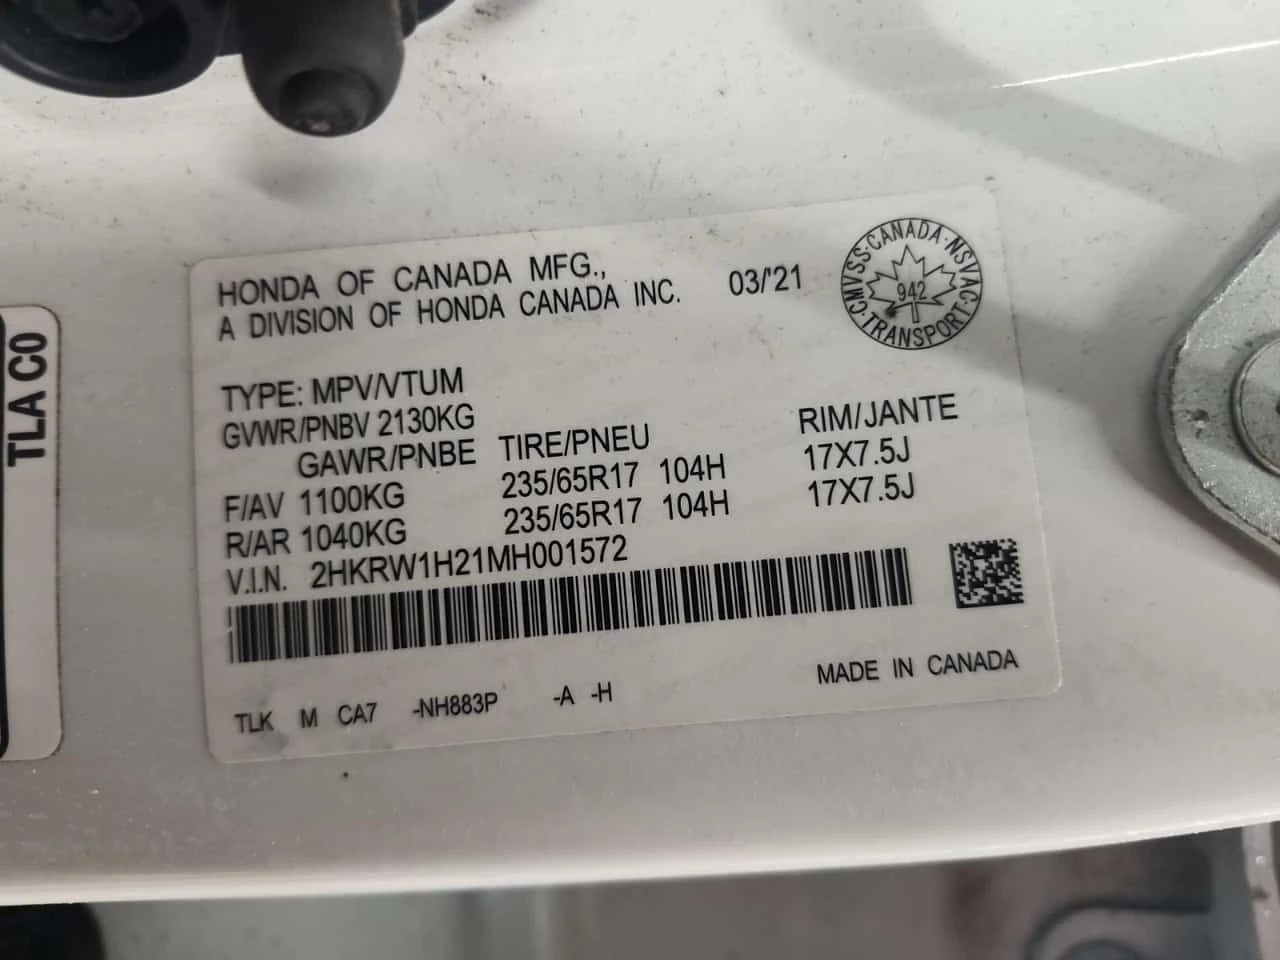 HONDA OF CANADA MFG.,
A DIVISION OF HONDA CANADA INC.
03/'21
CMVSS·CANADA·NSVAC·TRANSPORT·
942
TYPE: MPV/VTUM
GVWR/PNBV 2130KG
GAWR/PNBE TIRE/PNEU RIM/JANTE
F/AV 1100KG 235/65R17 104H 17X7.5J
R/AR 1040KG 235/65R17 104H 17X7.5J
V.I.N. 2HKRW1H21MH001572
TLK M CA7 -NH883P -A -H
MADE IN CANADA
TLA C0